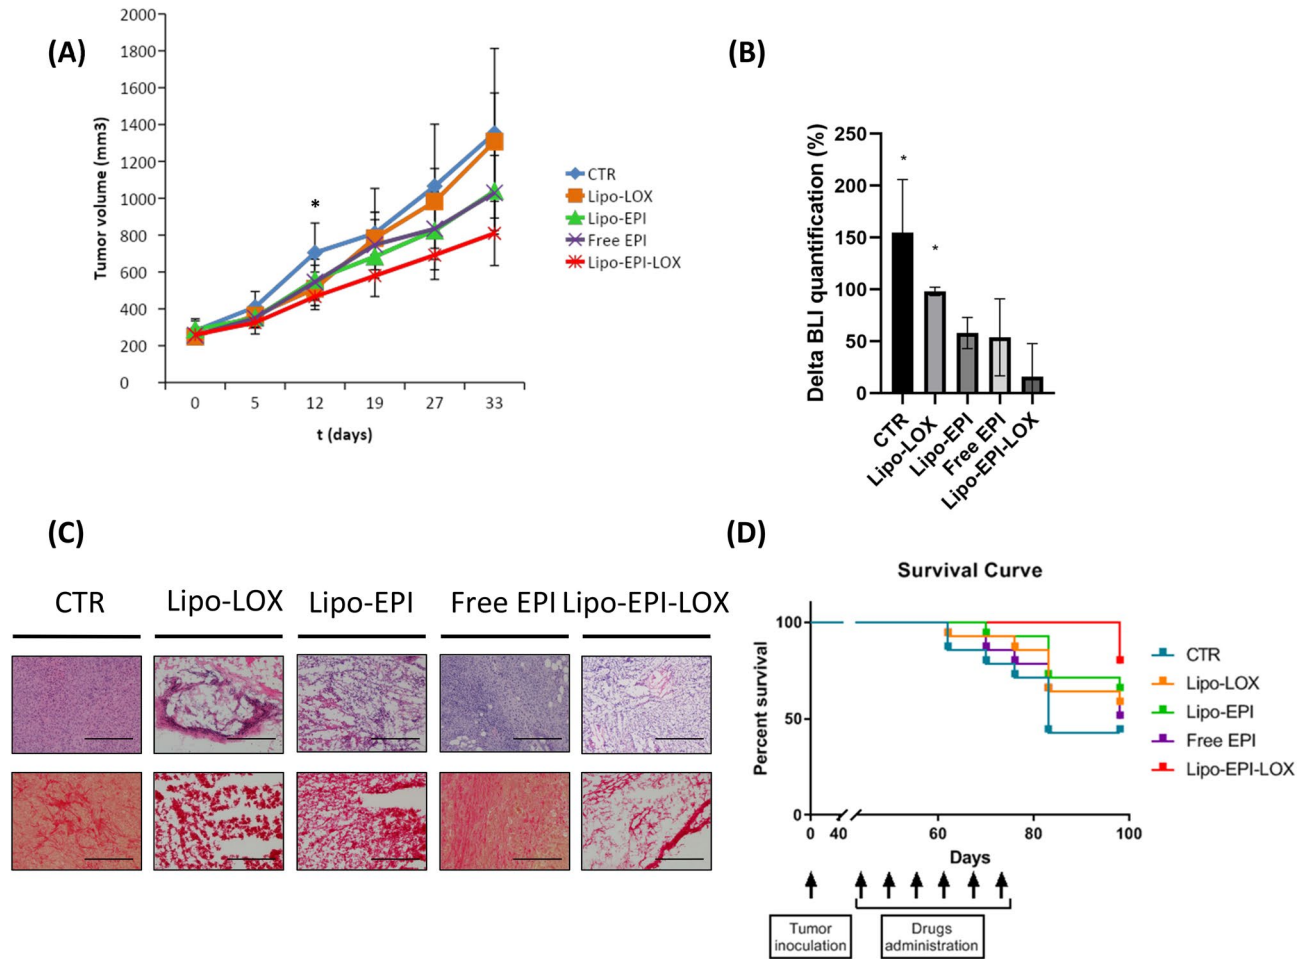 (A)
2000
1800
1600
1400
1200
1000
800
600
400
200
0
Tumor volume (mm3)
*
0 5 12 19 27 33
t (days)
CTR
Lipo-LOX
Lipo-EPI
Free EPI
Lipo-EPI-LOX
(B)
250
200
150
100
50
0
Delta BLI quantification (%)
*
*
CTR
Lipo-LOX
Lipo-EPI
Free EPI
Lipo-EPI-LOX
(C)
CTR Lipo-LOX Lipo-EPI Free EPI Lipo-EPI-LOX
(D)
Survival Curve
100
50
0
Percent survival
0 40 60 80 100
Days
CTR
Lipo-LOX
Lipo-EPI
Free EPI
Lipo-EPI-LOX
Tumor
inoculation
Drugs
administration